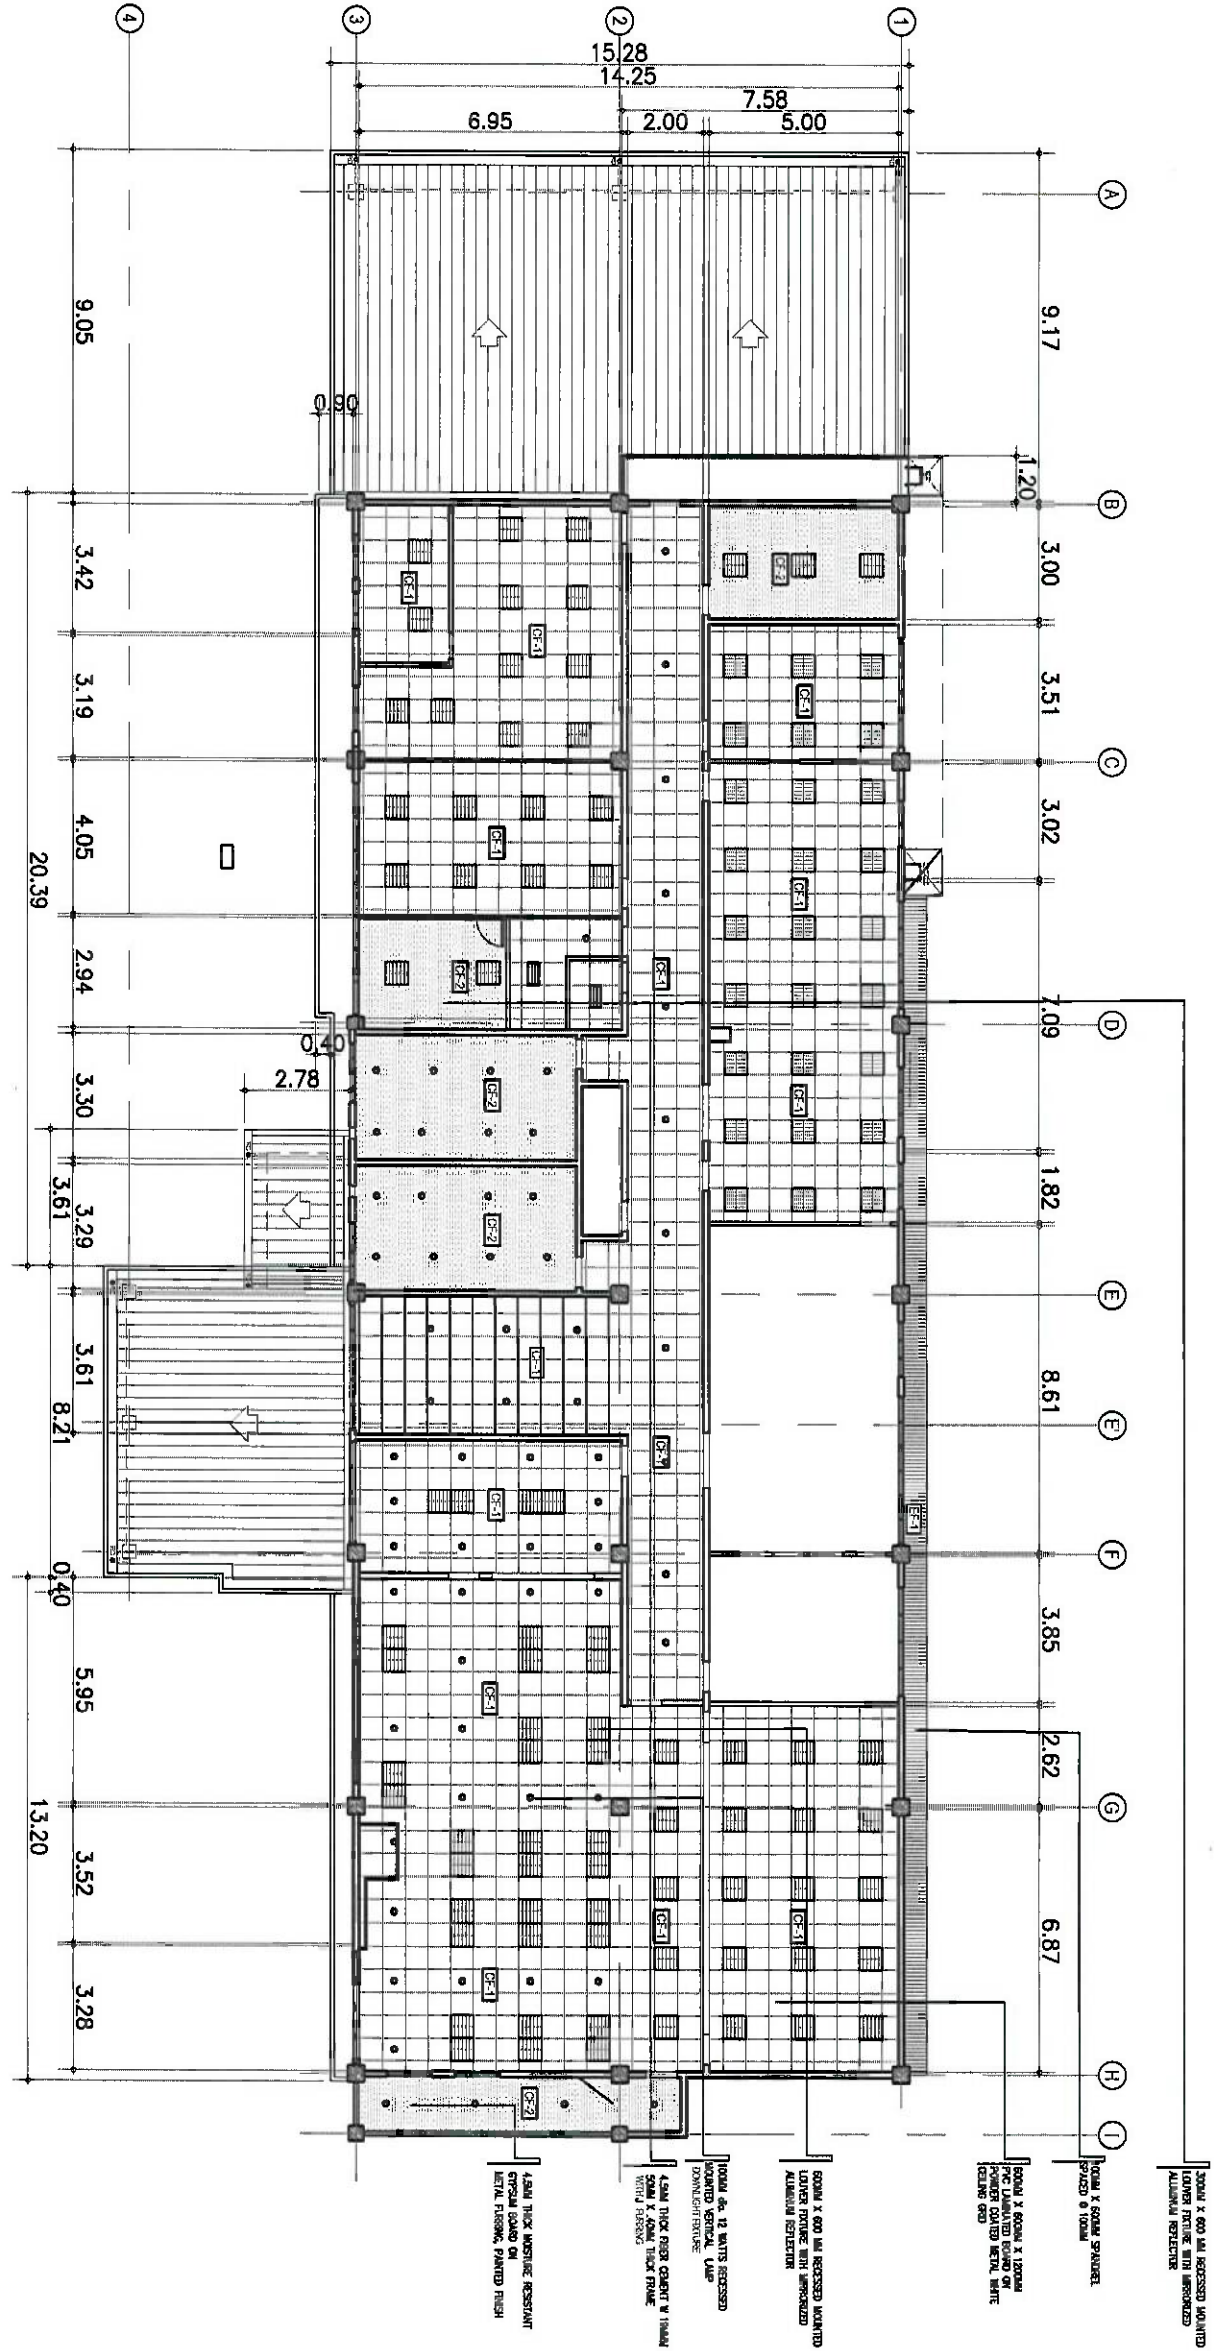 4
3
2
1
15.28
14.25
7.58
6.95
2.00
5.00
A
9.05
9.17
0.90
1.20
B
3.42
3.00
CF-2
CF-1
CF-1
CF-1
3.19
3.51
C
4.05
3.02
CF-1
CF-1
20.39
2.94
CF-2
CF-1
7.09
D
0.40
2.78
3.30
CF-2
CF-1
3.61
3.29
CF-2
1.82
E
3.61
CF-1
8.61
8.21
E'
CF-1
CF-1
EF-1
F
0.40
3.85
5.95
CF-1
2.62
G
13.20
3.52
CF-1
CF-1
6.87
CF-1
3.28
H
CF-2
I
300MM X 600 MM RECESSED MOUNTED
LOUVER FIXTURE WITH MIRRORIZED
ALUMINUM REFLECTOR
SPACED @ 100MM
600MM X 600MM X 1200MM
PVC LAMINATED BOARD ON
POWDER COATED METAL WHITE
CEILING GRID
600MM X 600 MM RECESSED MOUNTED
LOUVER FIXTURE WITH MIRRORIZED
ALUMINUM REFLECTOR
100MM dia. 12 WATTS RECESSED
MOUNTED VERTICAL LAMP
DOWNLIGHT FIXTURE
4.5MM THICK FIBER CEMENT W 19MMM
50MM X .40MM THICK FRAME
4.5MM THICK MOISTURE RESISTANT
GYPSUM BOARD ON
METAL FURRING, PAINTED FINISH